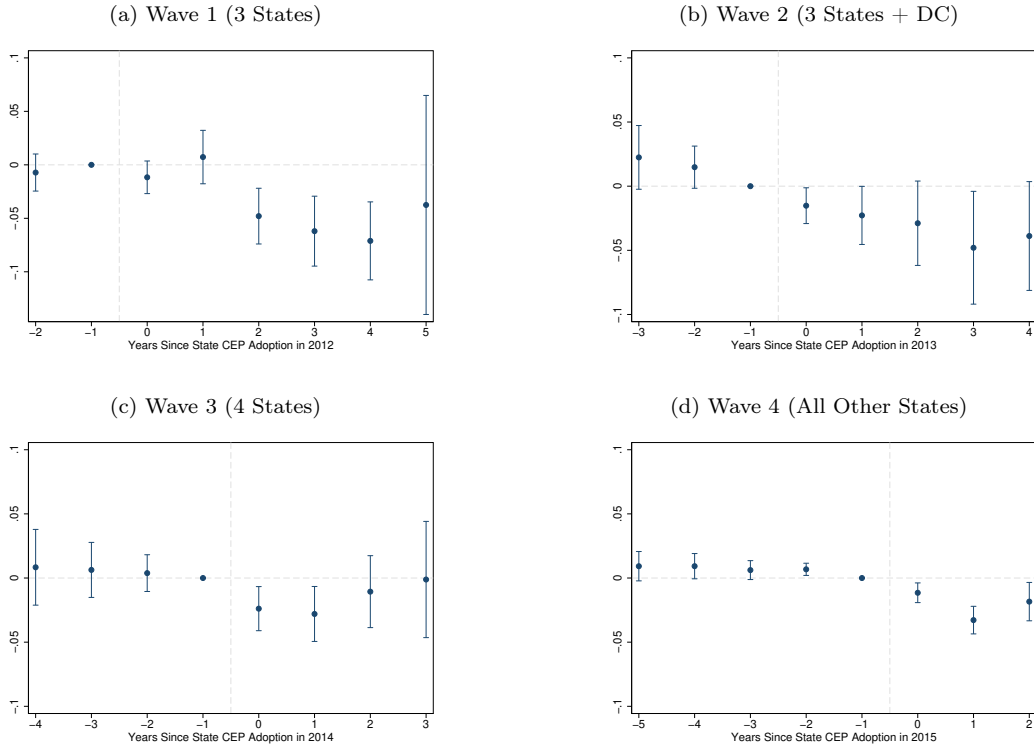 (a) Wave 1 (3 States)
.1
.05
0
-.05
-.1
−2 −1 0 1 2 3 4 5
Years Since State CEP Adoption in 2012
(b) Wave 2 (3 States + DC)
.1
.05
0
-.05
-.1
−3 −2 −1 0 1 2 3 4
Years Since State CEP Adoption in 2013
(c) Wave 3 (4 States)
.1
.05
0
-.05
-.1
−4 −3 −2 −1 0 1 2 3
Years Since State CEP Adoption in 2014
(d) Wave 4 (All Other States)
.1
.05
0
-.05
-.1
−5 −4 −3 −2 −1 0 1 2
Years Since State CEP Adoption in 2015